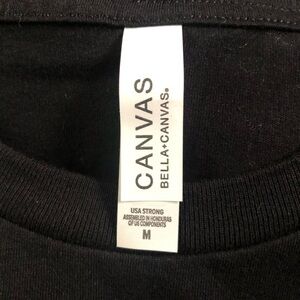 CANVAS
BELLA+CANVAS®
USA STRONG
ASSEMBLED IN HONDURAS
OF US COMPONENTS
M